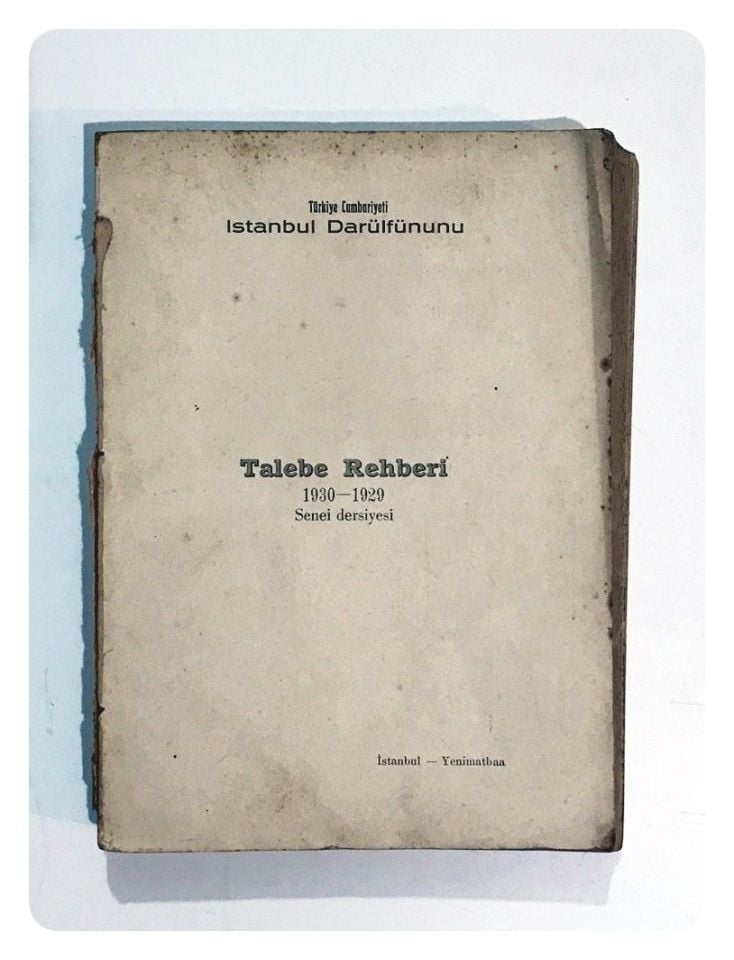 Türkiye Cumhuriyeti
Istanbul Darülfünunu
Talebe Rehberi
1930—1929
Senei dersiyesi
İstanbul — Yenimatbaa